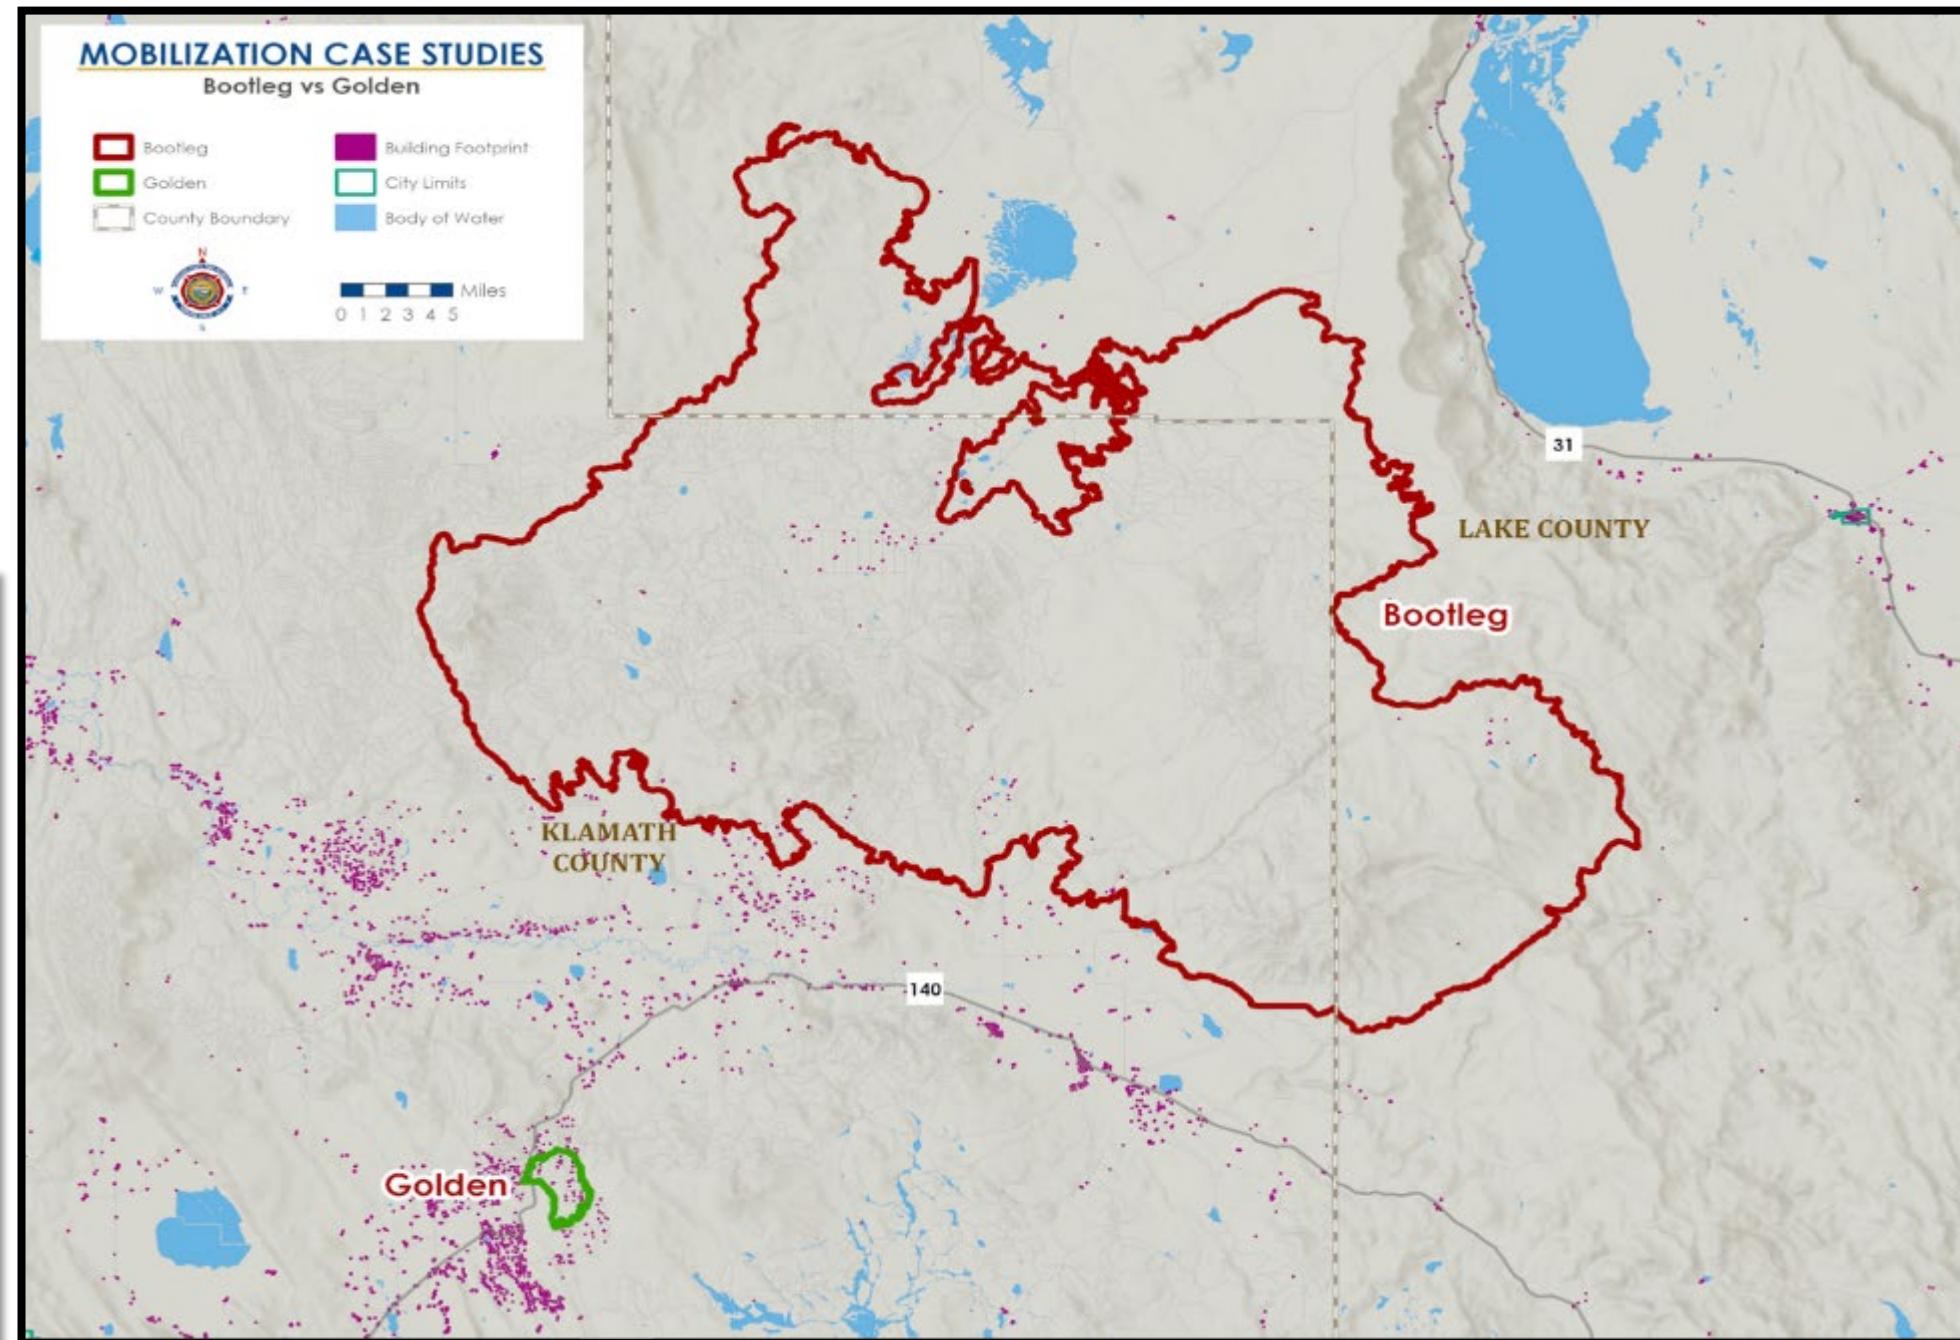 MOBILIZATION CASE STUDIES
Bootleg vs Golden
Bootleg
Building Footprint
Golden
City Limits
County Boundary
Body of Water
N
W
E
S
Miles
0 1 2 3 4 5
31
LAKE COUNTY
Bootleg
KLAMATH
COUNTY
140
Golden